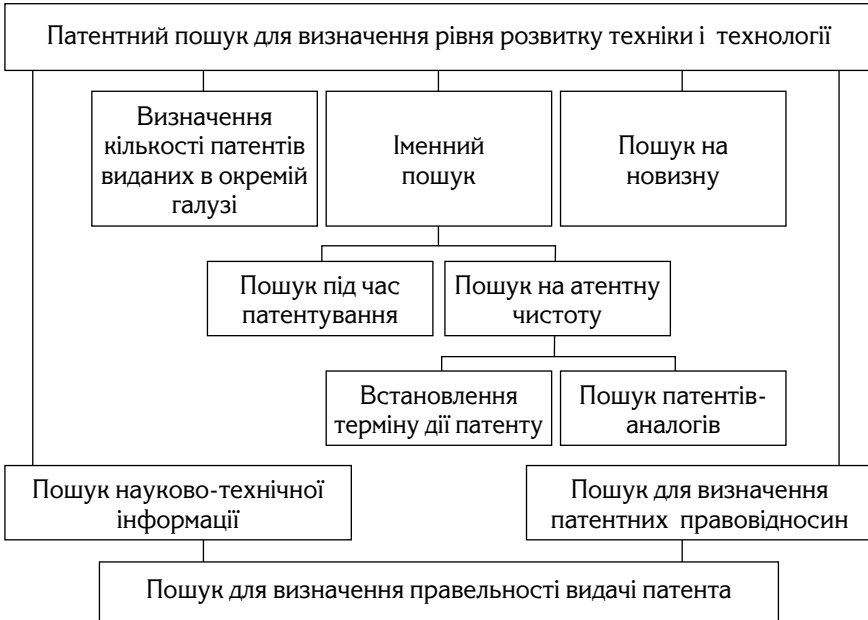 Патентний пошук для визначення рівня розвитку техніки і технології
Визначення
кількості патентів
виданих в окремій
галузі
Іменний
пошук
Пошук на
новизну
Пошук під час
патентування
Пошук на атентну
чистоту
Встановлення
терміну дії патенту
Пошук патентів-
аналогів
Пошук науково-технічної
інформації
Пошук для визначення
патентних правовідносин
Пошук для визначення правельності видачі патента